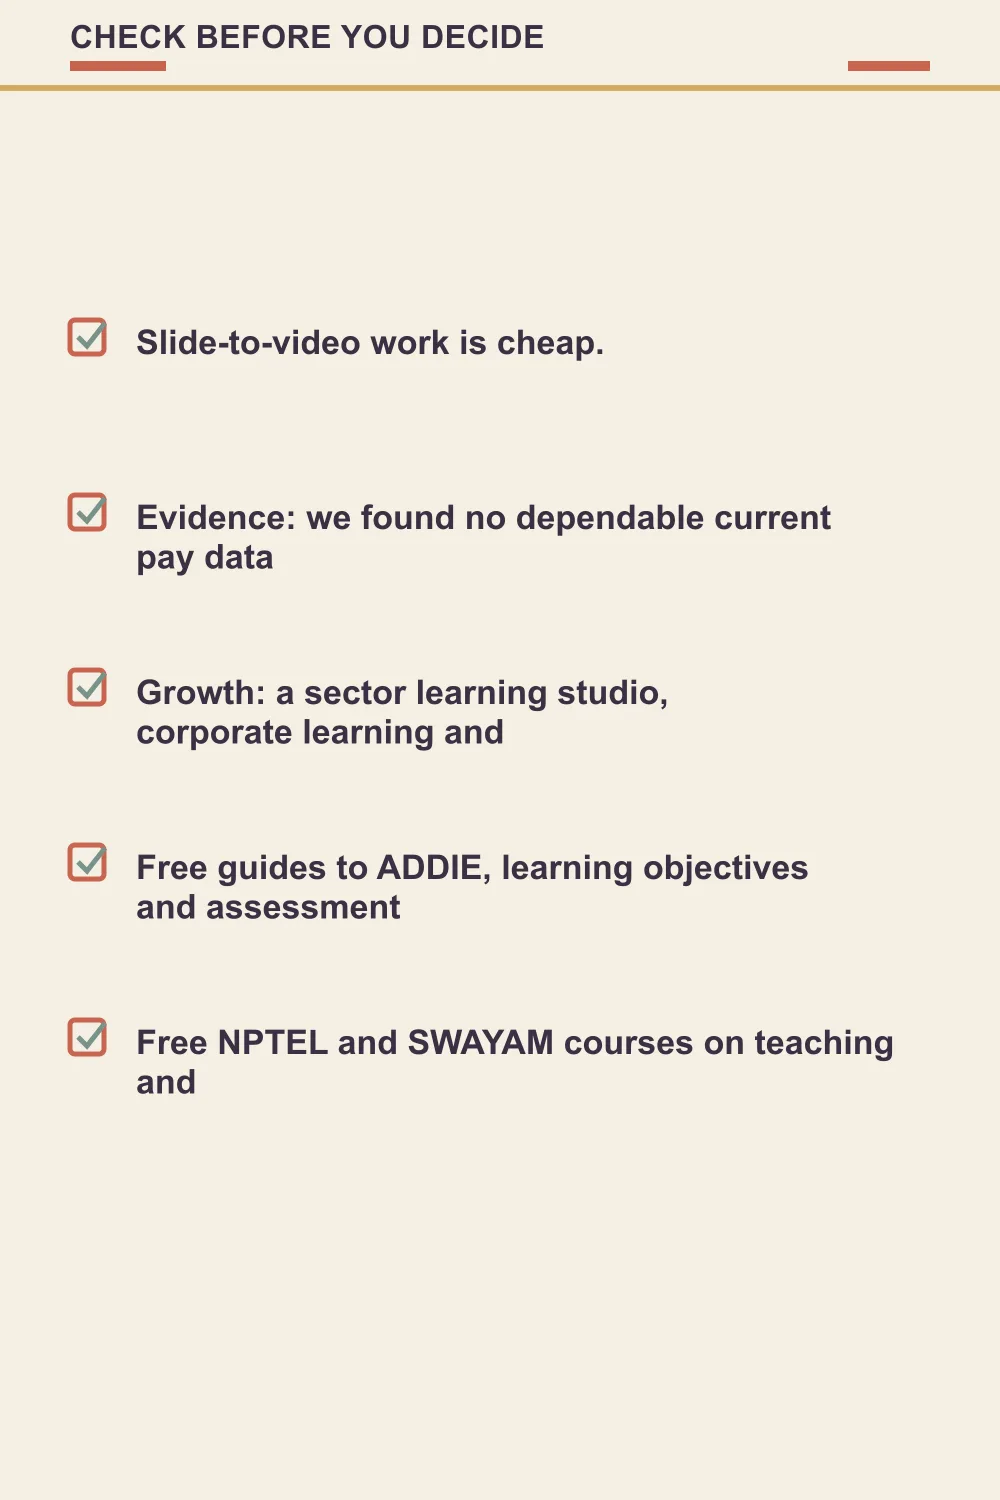 CHECK BEFORE YOU DECIDE
Slide-to-video work is cheap.
Evidence: we found no dependable current
pay data
Growth: a sector learning studio,
corporate learning and
Free guides to ADDIE, learning objectives
and assessment
Free NPTEL and SWAYAM courses on teaching
and